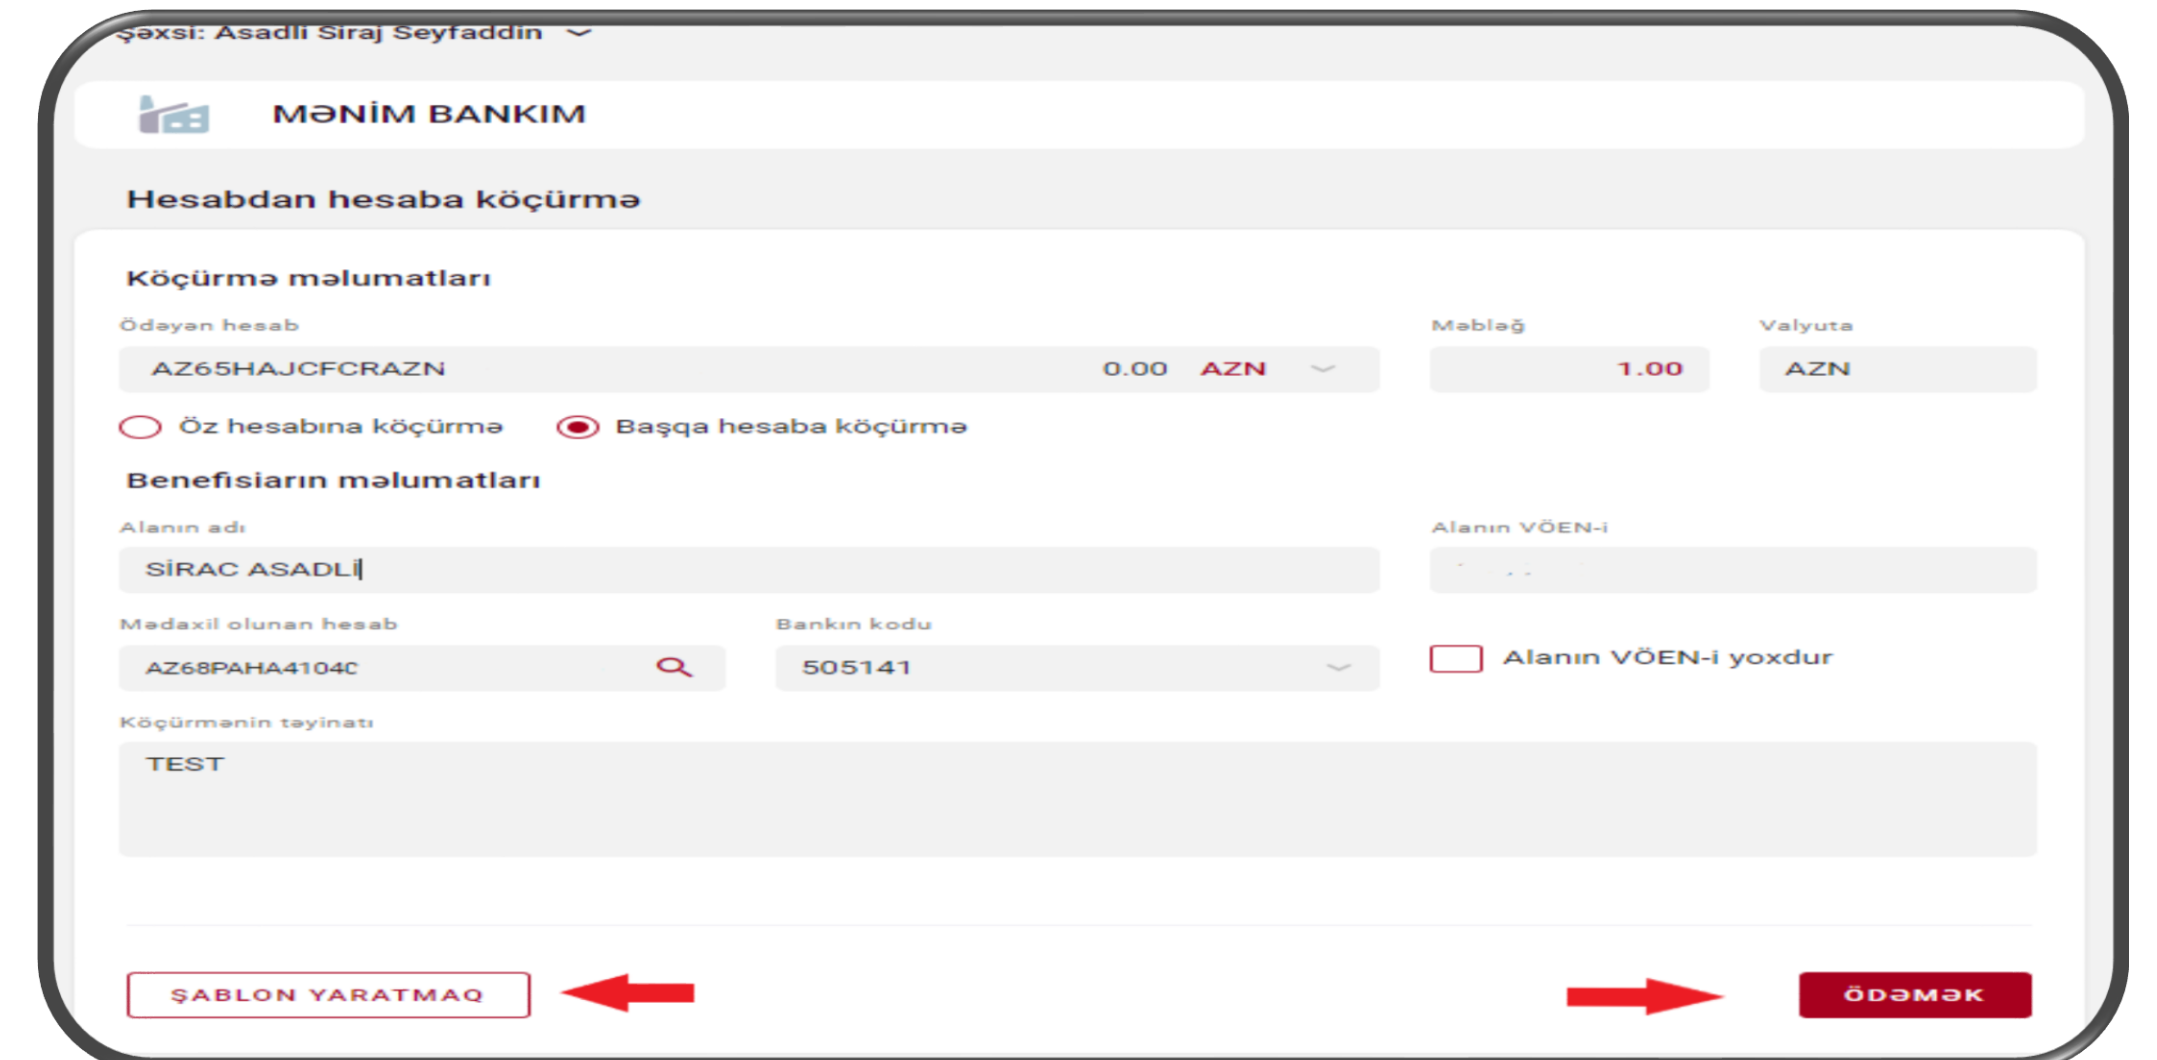 Şəxsi: Asadli Siraj Seyfaddin
MƏNİM BANKIM
Hesabdan hesaba köçürmə
Köçürmə məlumatları
Ödəyən hesab Məbləğ Valyuta
AZ65HAJCFCRAZN 0.00 AZN 1.00 AZN
Öz hesabına köçürmə Başqa hesaba köçürmə
Benefisiarın məlumatları
Alanın adı Alanın VÖEN-i
SİRAC ASADLİ
Mədaxil olunan hesab Bankın kodu
AZ68PAHA4104 505141 Alanın VÖEN-i yoxdur
Köçürmənin təyinatı
TEST
ŞABLON YARATMAQ ÖDƏMƏK